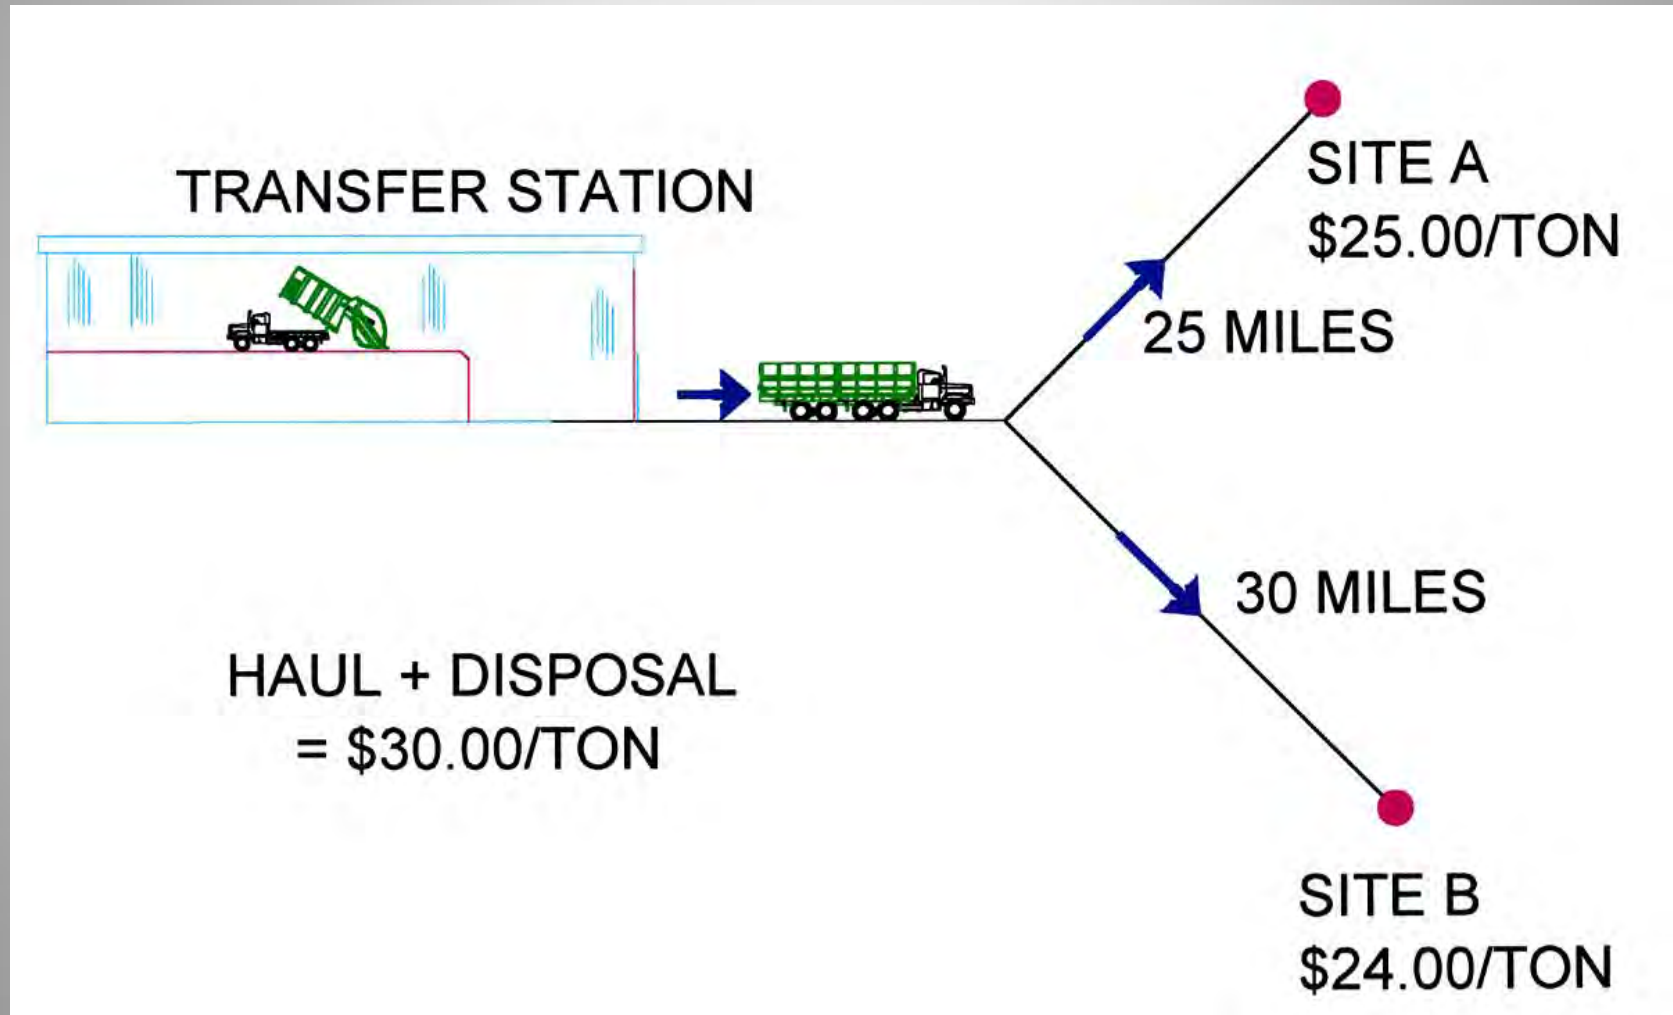 TRANSFER STATION
SITE A
$25.00/TON
25 MILES
30 MILES
HAUL + DISPOSAL
= $30.00/TON
SITE B
$24.00/TON